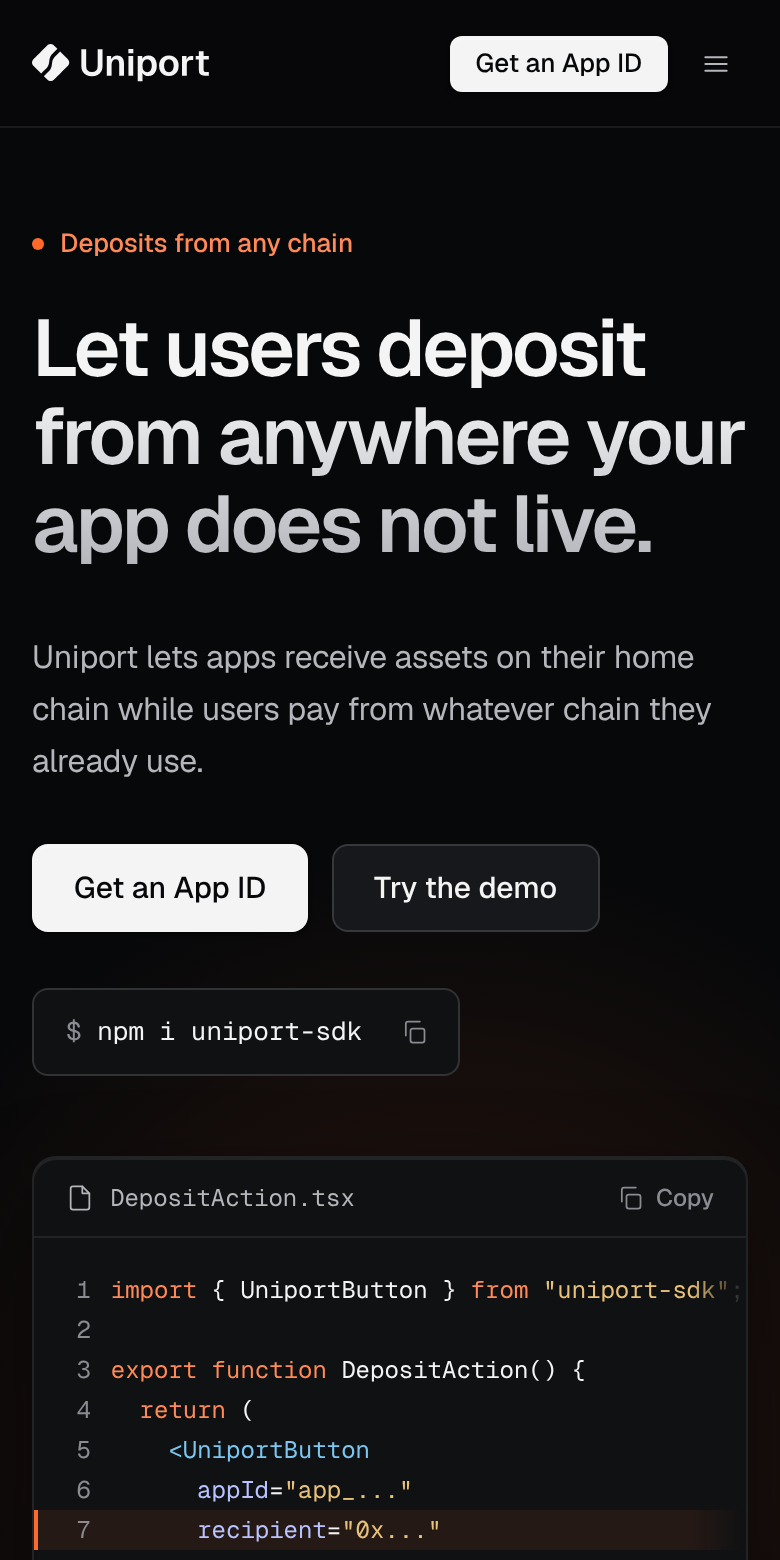 Uniport
Get an App ID
Deposits from any chain
Let users deposit
from anywhere your
app does not live.
Uniport lets apps receive assets on their home
chain while users pay from whatever chain they
already use.
Get an App ID
Try the demo
$ npm i uniport-sdk
DepositAction.tsx
Copy
1 import { UniportButton } from "uniport-sdk";
2
3 export function DepositAction() {
4   return (
5     <UniportButton
6       appId="app_..."
7       recipient="0x..."